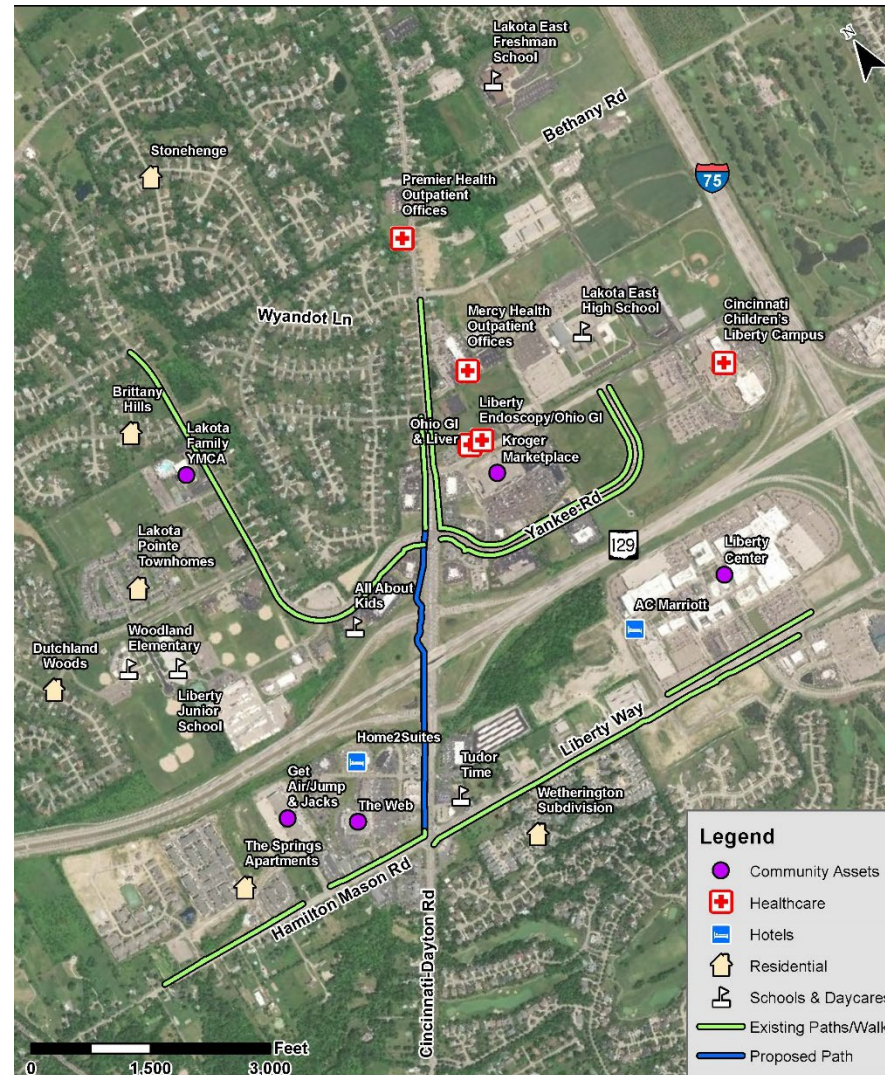 N
Lakota East
Freshman
School
Bethany Rd
Stonehenge
Premier Health
Outpatient
Offices
75
Wyandot Ln
Mercy Health
Outpatient
Offices
Lakota East
High School
Cincinnati
Children's
Liberty Campus
Brittany
Hills
Lakota
Family
YMCA
Ohio GI
& Liver
Liberty
Endoscopy/Ohio GI
Kroger
Marketplace
Yankee Rd
129
Liberty
Center
Lakota
Pointe
Townhomes
All About
Kids
AC Marriott
Dutchland
Woods
Woodland
Elementary
Liberty
Junior
School
Home2Suites
Liberty Way
Get
Air/Jump
& Jacks
The Web
Tudor
Time
Wetherington
Subdivision
The Springs
Apartments
Hamilton Mason Rd
Cincinnati-Dayton Rd
Legend
Community Assets
Healthcare
Hotels
Residential
Schools & Daycares
Existing Paths/Walk
Proposed Path
Feet
0 1,500 3,000